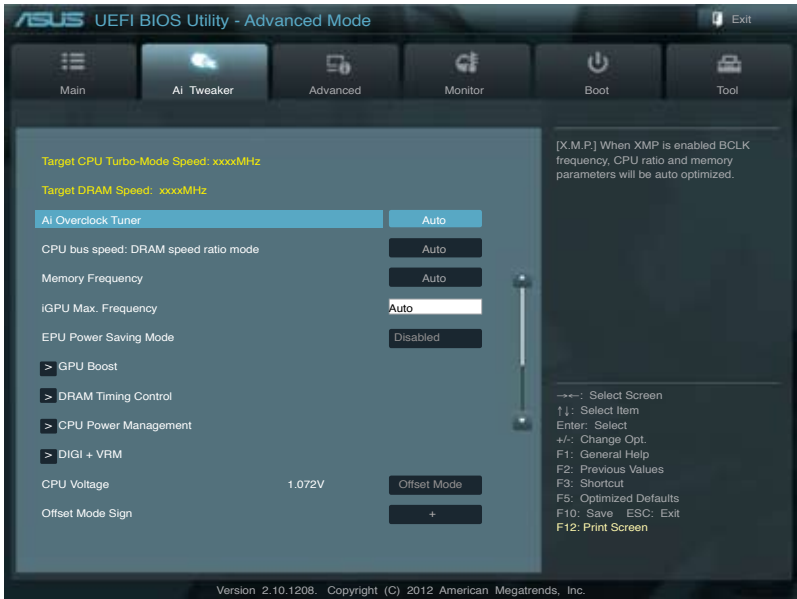 ASUS UEFI BIOS Utility - Advanced Mode
Exit
Main
Ai Tweaker
Advanced
Monitor
Boot
Tool
Target CPU Turbo-Mode Speed: xxxxMHz
Target DRAM Speed: xxxxMHz
Ai Overclock Tuner Auto
CPU bus speed: DRAM speed ratio mode Auto
Memory Frequency Auto
iGPU Max. Frequency Auto
EPU Power Saving Mode Disabled
> GPU Boost
> DRAM Timing Control
> CPU Power Management
> DIGI + VRM
CPU Voltage 1.072V Offset Mode
Offset Mode Sign +
[X.M.P.] When XMP is enabled BCLK
frequency, CPU ratio and memory
parameters will be auto optimized.
→←: Select Screen
↑↓: Select Item
Enter: Select
+/-: Change Opt.
F1: General Help
F2: Previous Values
F3: Shortcut
F5: Optimized Defaults
F10: Save ESC: Exit
F12: Print Screen
Version 2.10.1208. Copyright (C) 2012 American Megatrends, Inc.